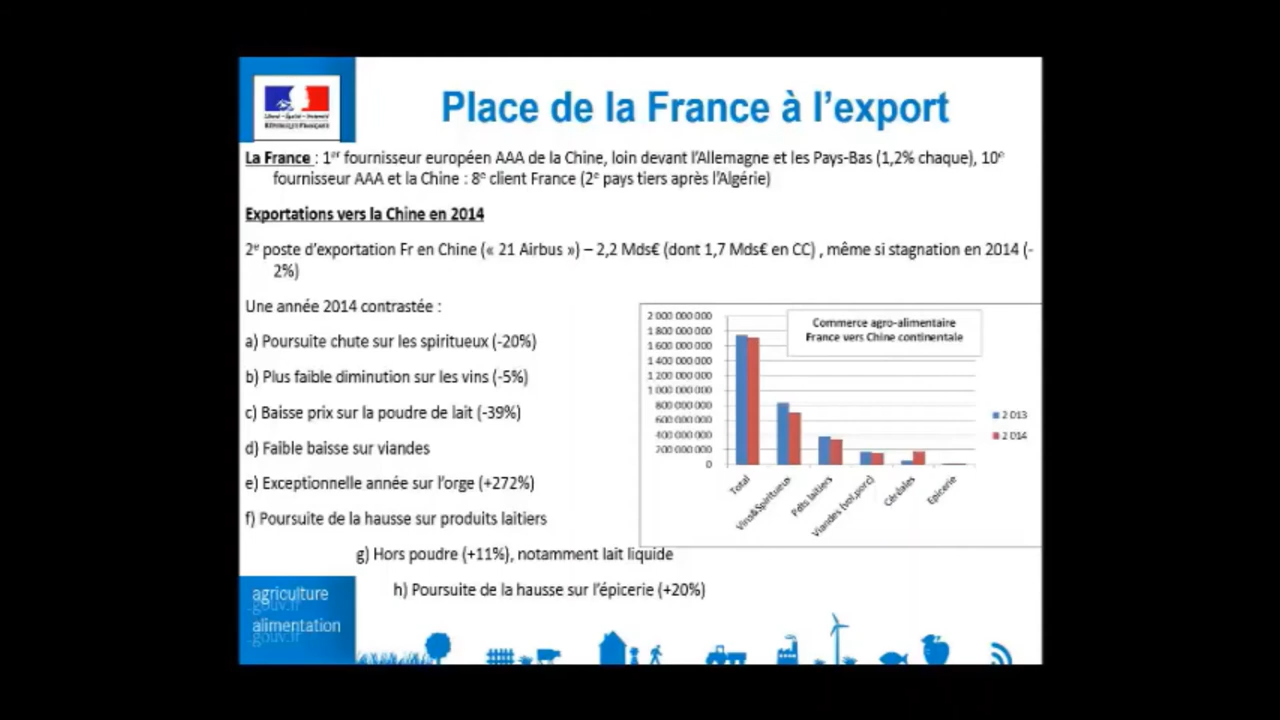 Liberté • Égalité • Fraternité
RÉPUBLIQUE FRANÇAISE
Place de la France à l'export
La France : 1er fournisseur européen AAA de la Chine, loin devant l'Allemagne et les Pays-Bas (1,2% chaque), 10e
fournisseur AAA et la Chine : 8e client France (2e pays tiers après l'Algérie)
Exportations vers la Chine en 2014
2e poste d'exportation Fr en Chine (« 21 Airbus ») – 2,2 Mds€ (dont 1,7 Mds€ en CC) , même si stagnation en 2014 (-
2%)
Une année 2014 contrastée :
a) Poursuite chute sur les spiritueux (-20%)
b) Plus faible diminution sur les vins (-5%)
c) Baisse prix sur la poudre de lait (-39%)
d) Faible baisse sur viandes
e) Exceptionnelle année sur l'orge (+272%)
f) Poursuite de la hausse sur produits laitiers
g) Hors poudre (+11%), notamment lait liquide
h) Poursuite de la hausse sur l'épicerie (+20%)
Commerce agro-alimentaire
France vers Chine continentale
2 000 000 000
1 800 000 000
1 600 000 000
1 400 000 000
1 200 000 000
1 000 000 000
800 000 000
600 000 000
400 000 000
200 000 000
0
Total
Vins&Spiritueux
Pdts laitiers
Viandes (vol,porc)
Céréales
Epicerie
2 013
2 014
agriculture
.gouv.fr
alimentation
.gouv.fr